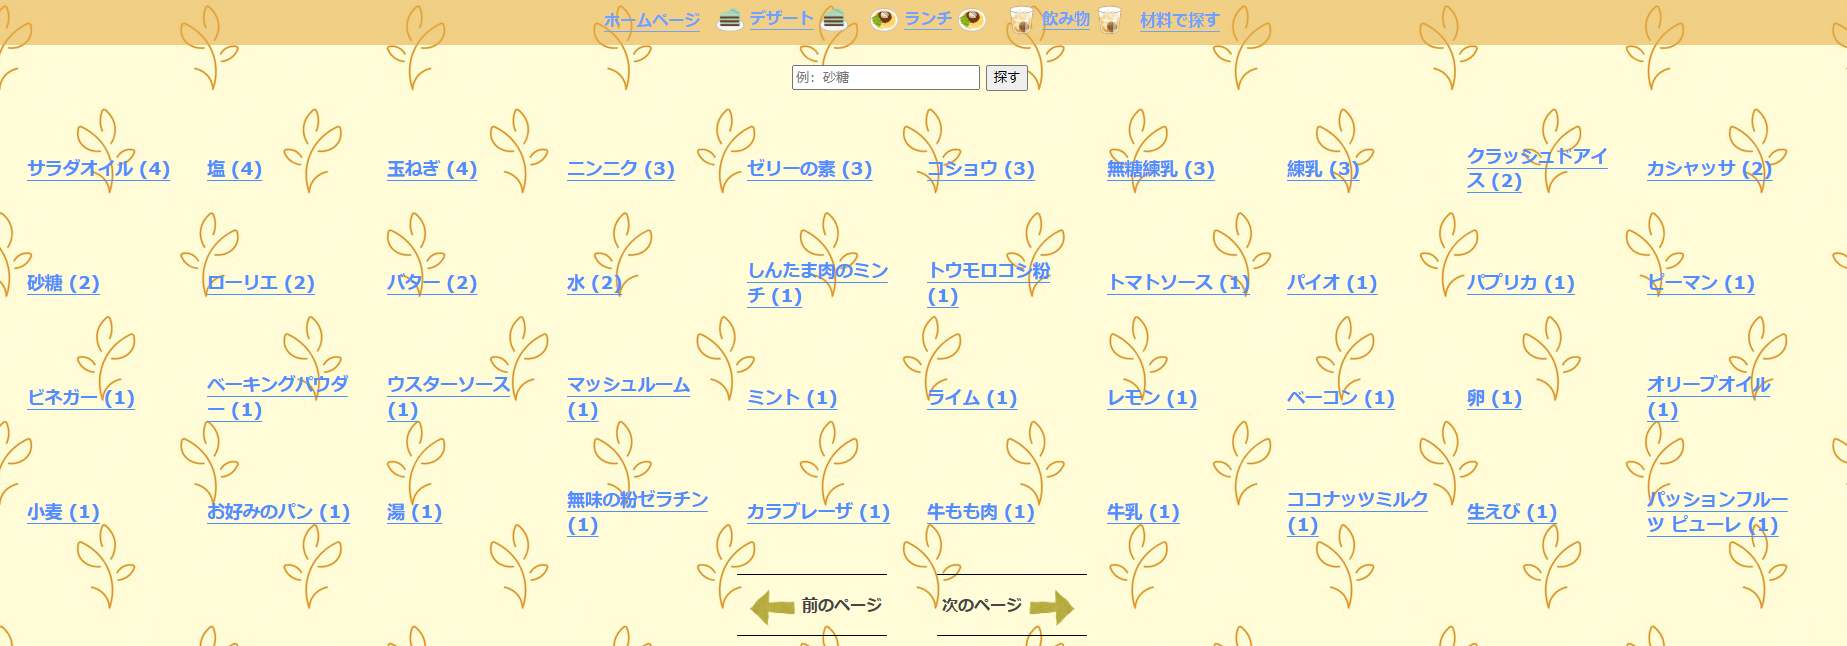 ホームページ デザート ランチ 飲み物 材料で探す
例: 砂糖 探す
サラダオイル (4) 塩 (4) 玉ねぎ (4) ニンニク (3) ゼリーの素 (3) コショウ (3) 無糖練乳 (3) 練乳 (3) クラッシュドアイス (2) カシャッサ (2)
砂糖 (2) ローリエ (2) バター (2) 水 (2) しんたま肉のミンチ (1) トウモロコシ粉 (1) トマトソース (1) パイオ (1) パプリカ (1) ピーマン (1)
ビネガー (1) ベーキングパウダー (1) ウスターソース (1) マッシュルーム (1) ミント (1) ライム (1) レモン (1) ベーコン (1) 卵 (1) オリーブオイル (1)
小麦 (1) お好みのパン (1) 湯 (1) 無味の粉ゼラチン (1) カラブレーザ (1) 牛もも肉 (1) 牛乳 (1) ココナッツミルク (1) 生えび (1) パッションフルーツ ピューレ (1)
前のページ 次のページ